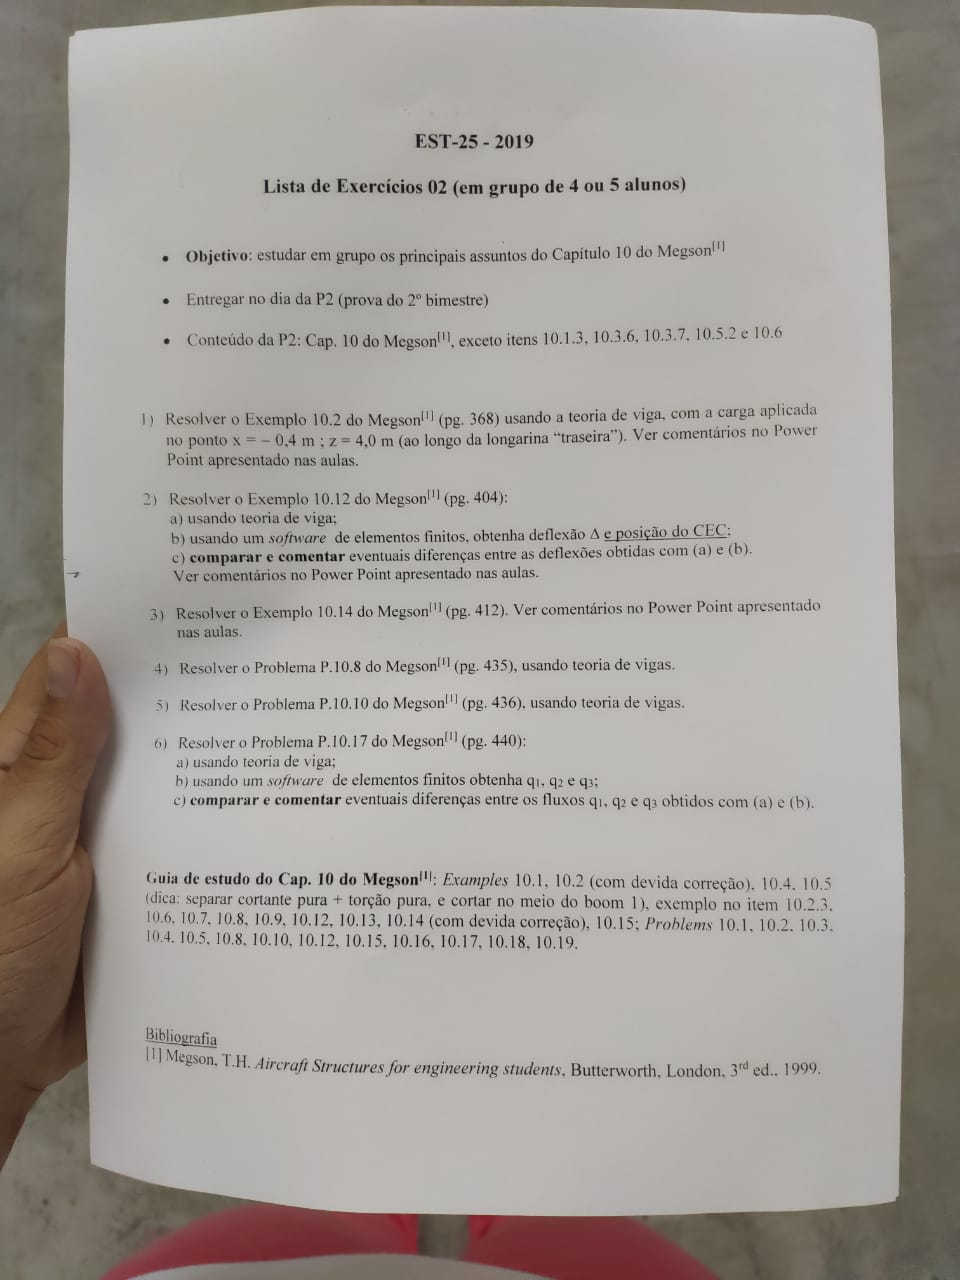 EST-25 - 2019
Lista de Exercícios 02 (em grupo de 4 ou 5 alunos)
• Objetivo: estudar em grupo os principais assuntos do Capítulo 10 do Megson[1]
• Entregar no dia da P2 (prova do 2º bimestre)
• Conteúdo da P2: Cap. 10 do Megson[1], exceto itens 10.1.3, 10.3.6, 10.3.7, 10.5.2 e 10.6
1) Resolver o Exemplo 10.2 do Megson[1] (pg. 368) usando a teoria de viga, com a carga aplicada
no ponto x = − 0,4 m ; z = 4,0 m (ao longo da longarina “traseira”). Ver comentários no Power
Point apresentado nas aulas.
2) Resolver o Exemplo 10.12 do Megson[1] (pg. 404):
a) usando teoria de viga;
b) usando um software de elementos finitos, obtenha deflexão Δ e posição do CEC;
c) comparar e comentar eventuais diferenças entre as deflexões obtidas com (a) e (b).
Ver comentários no Power Point apresentado nas aulas.
3) Resolver o Exemplo 10.14 do Megson[1] (pg. 412). Ver comentários no Power Point apresentado
nas aulas.
4) Resolver o Problema P.10.8 do Megson[1] (pg. 435), usando teoria de vigas.
5) Resolver o Problema P.10.10 do Megson[1] (pg. 436), usando teoria de vigas.
6) Resolver o Problema P.10.17 do Megson[1] (pg. 440):
a) usando teoria de viga;
b) usando um software de elementos finitos obtenha q1, q2 e q3;
c) comparar e comentar eventuais diferenças entre os fluxos q1, q2 e q3 obtidos com (a) e (b).
Guia de estudo do Cap. 10 do Megson[1]: Examples 10.1, 10.2 (com devida correção), 10.4, 10.5
(dica: separar cortante pura + torção pura, e cortar no meio do boom 1), exemplo no item 10.2.3,
10.6, 10.7, 10.8, 10.9, 10.12, 10.13, 10.14 (com devida correção), 10.15; Problems 10.1, 10.2, 10.3,
10.4, 10.5, 10.8, 10.10, 10.12, 10.15, 10.16, 10.17, 10.18, 10.19.
Bibliografia
[1] Megson, T.H. Aircraft Structures for engineering students, Butterworth, London, 3rd ed., 1999.